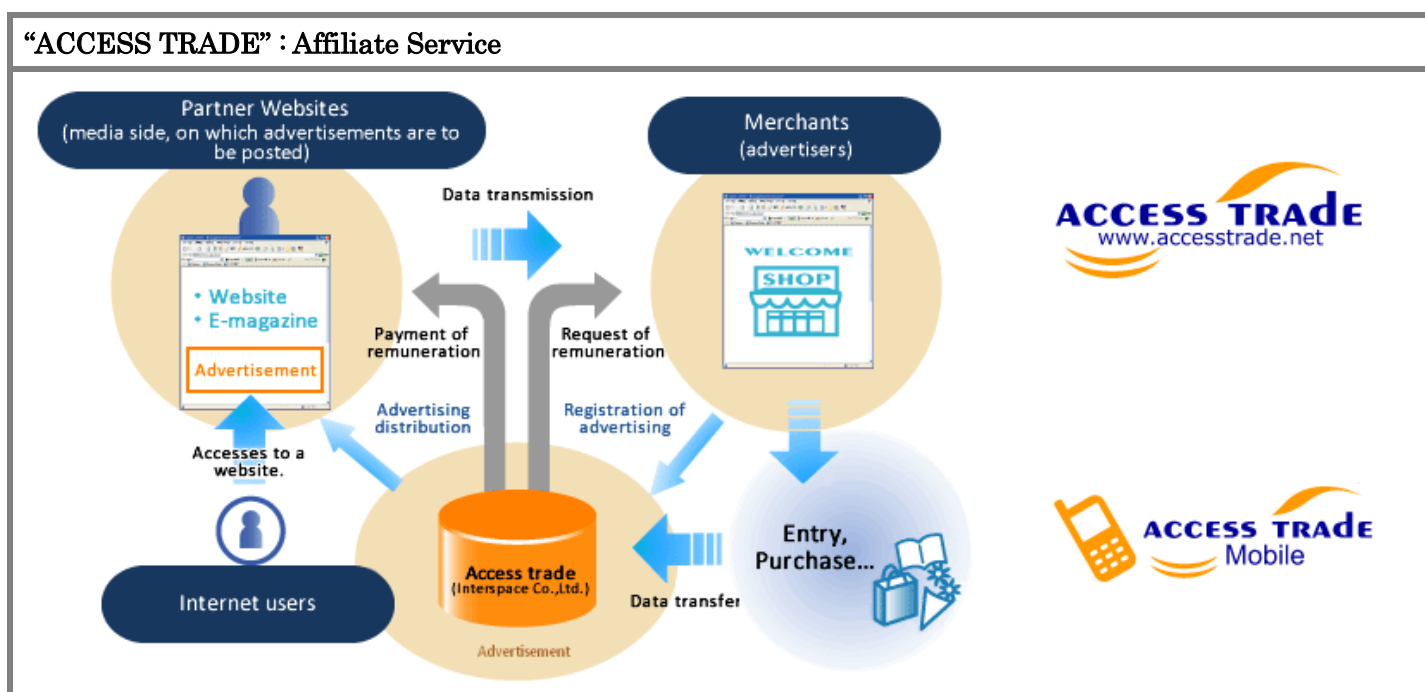 “ACCESS TRADE” : Affiliate Service
Partner Websites
(media side, on which advertisements are to
be posted)
Merchants
(advertisers)
Data transmission
WELCOME
SHOP
• Website
• E-magazine
Advertisement
Payment of
remuneration
Request of
remuneration
Advertising
distribution
Registration of
advertising
Accesses to a
website.
Internet users
Access trade
(Interspace Co.,Ltd.)
Advertisement
Data transfer
Entry,
Purchase...
ACCESS TRADE
www.accesstrade.net
ACCESS TRADE
Mobile